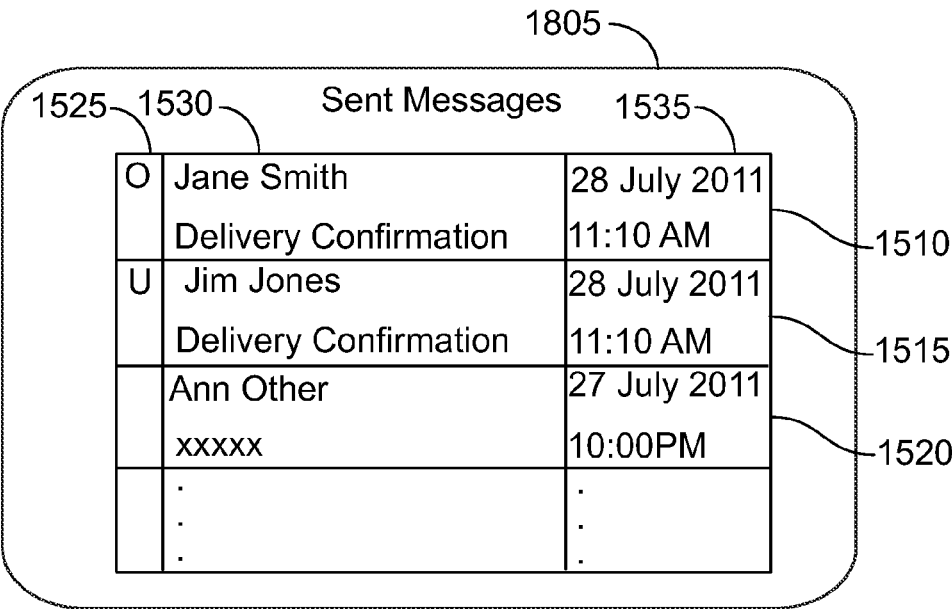 1805
1525 1530 Sent Messages 1535
O Jane Smith 28 July 2011
Delivery Confirmation 11:10 AM
1510
U Jim Jones 28 July 2011
Delivery Confirmation 11:10 AM
1515
Ann Other 27 July 2011
xxxxx 10:00PM
1520
. .
. .
. .